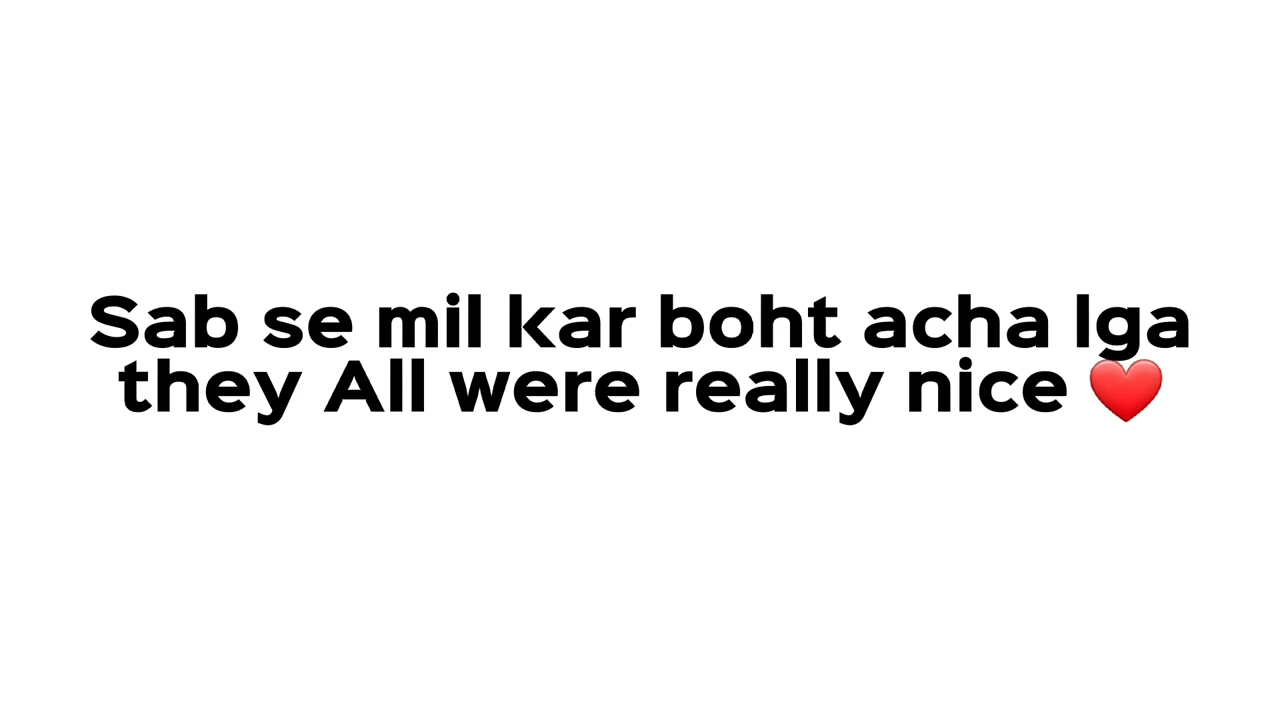 Sab se mil kar boht acha lga
they All were really nice ❤️